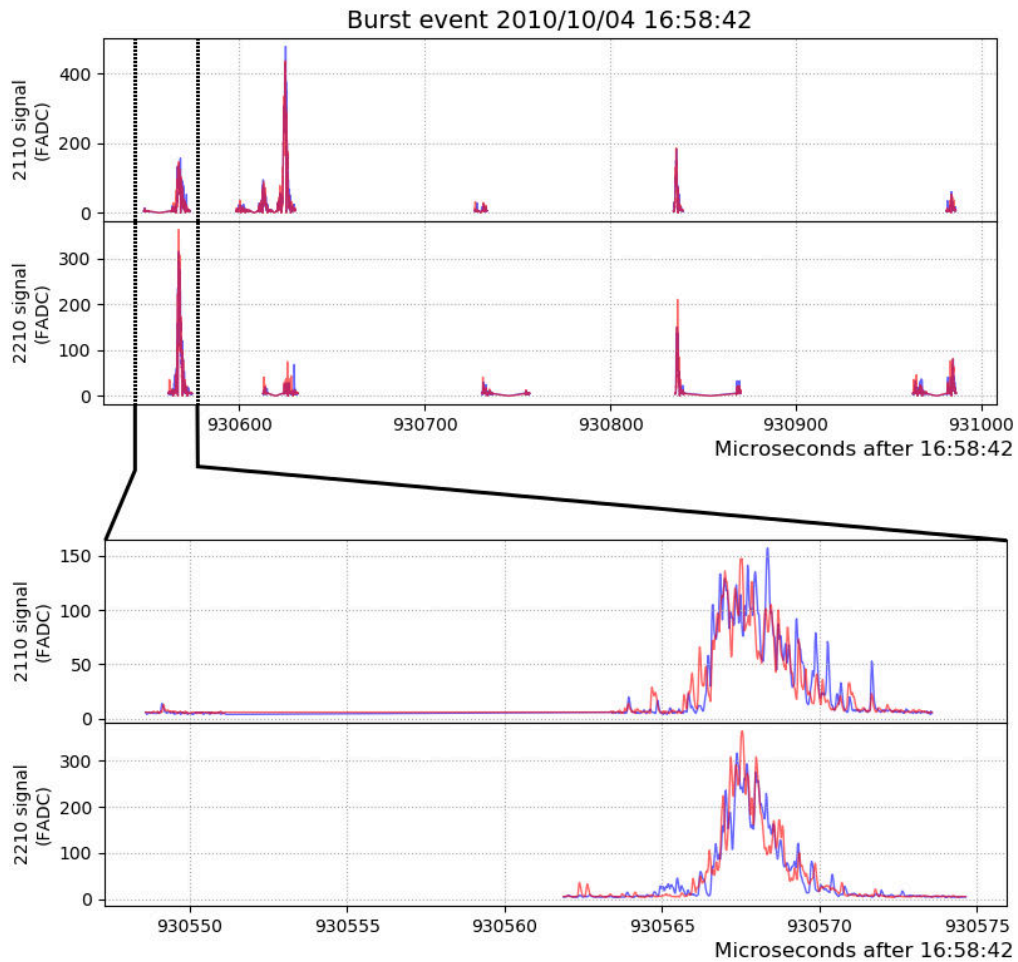 Burst event 2010/10/04 16:58:42
2110 signal
(FADC)
400
200
0
2210 signal
(FADC)
300
200
100
0
930600 930700 930800 930900 931000
Microseconds after 16:58:42
2110 signal
(FADC)
150
100
50
0
2210 signal
(FADC)
300
200
100
0
930550 930555 930560 930565 930570 930575
Microseconds after 16:58:42